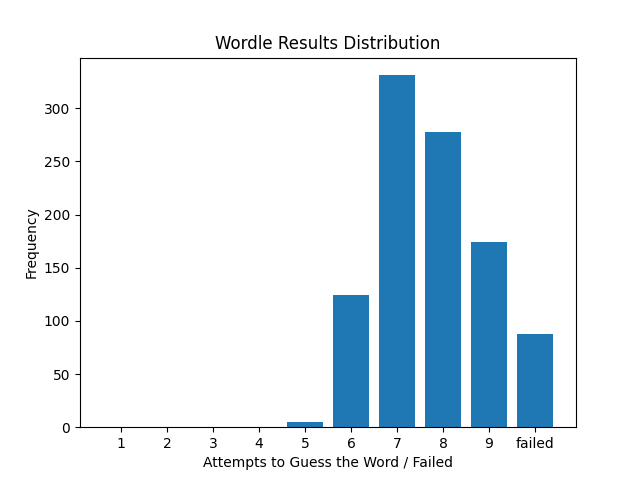 Wordle Results Distribution
Frequency
300
250
200
150
100
50
0
1 2 3 4 5 6 7 8 9 failed
Attempts to Guess the Word / Failed